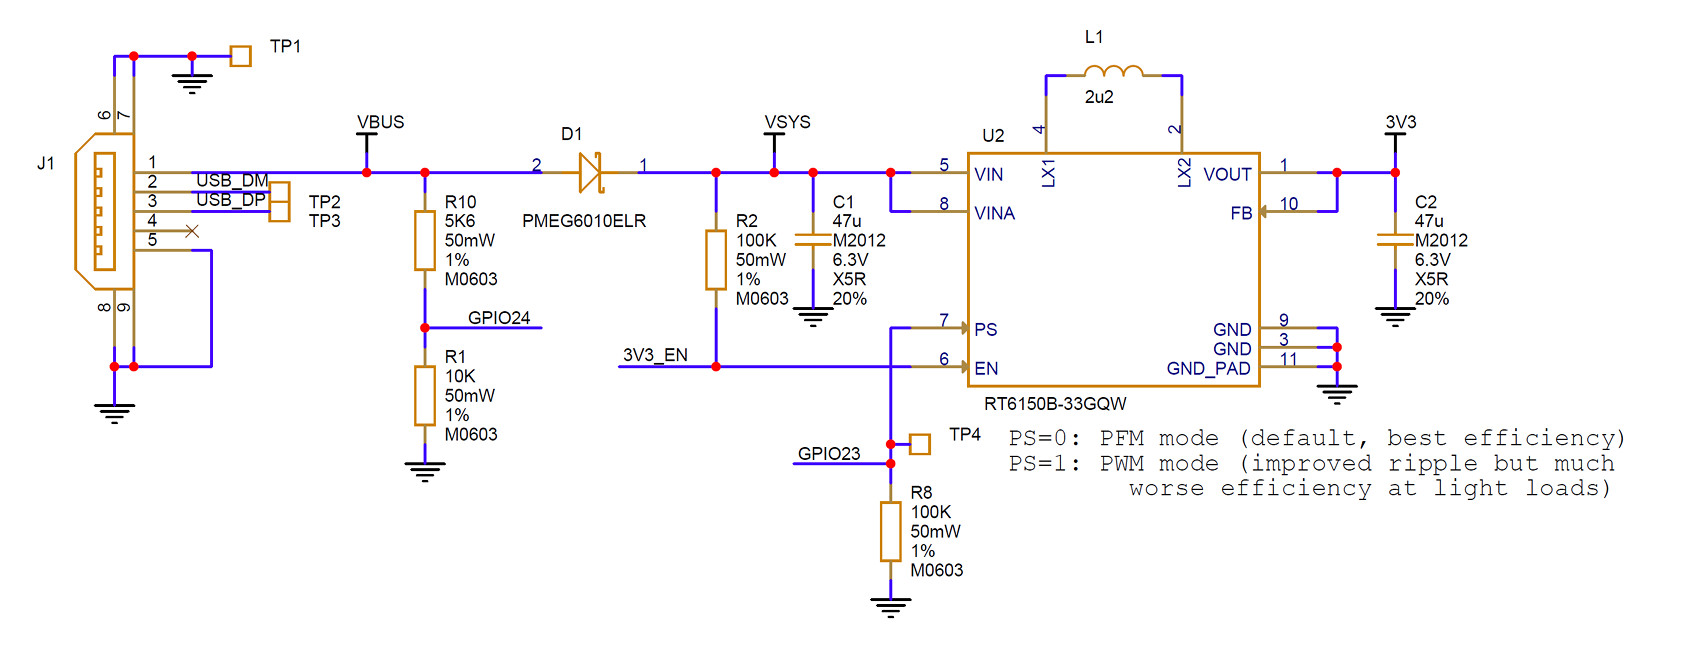 TP1
6
7
J1
1
2
3
4
5
USB_DM
USB_DP
TP2
TP3
8
9
VBUS
R10
5K6
50mW
1%
M0603
GPIO24
R1
10K
50mW
1%
M0603
D1
2
1
PMEG6010ELR
VSYS
R2
100K
50mW
1%
M0603
C1
47u
M2012
6.3V
X5R
20%
3V3_EN
GPIO23
TP4
R8
100K
50mW
1%
M0603
L1
2u2
4
2
U2
LX1
LX2
5
VIN
8
VINA
7
PS
6
EN
VOUT
1
FB
10
GND
9
GND
3
GND_PAD
11
RT6150B-33GQW
3V3
C2
47u
M2012
6.3V
X5R
20%
PS=0: PFM mode (default, best efficiency)
PS=1: PWM mode (improved ripple but much
worse efficiency at light loads)